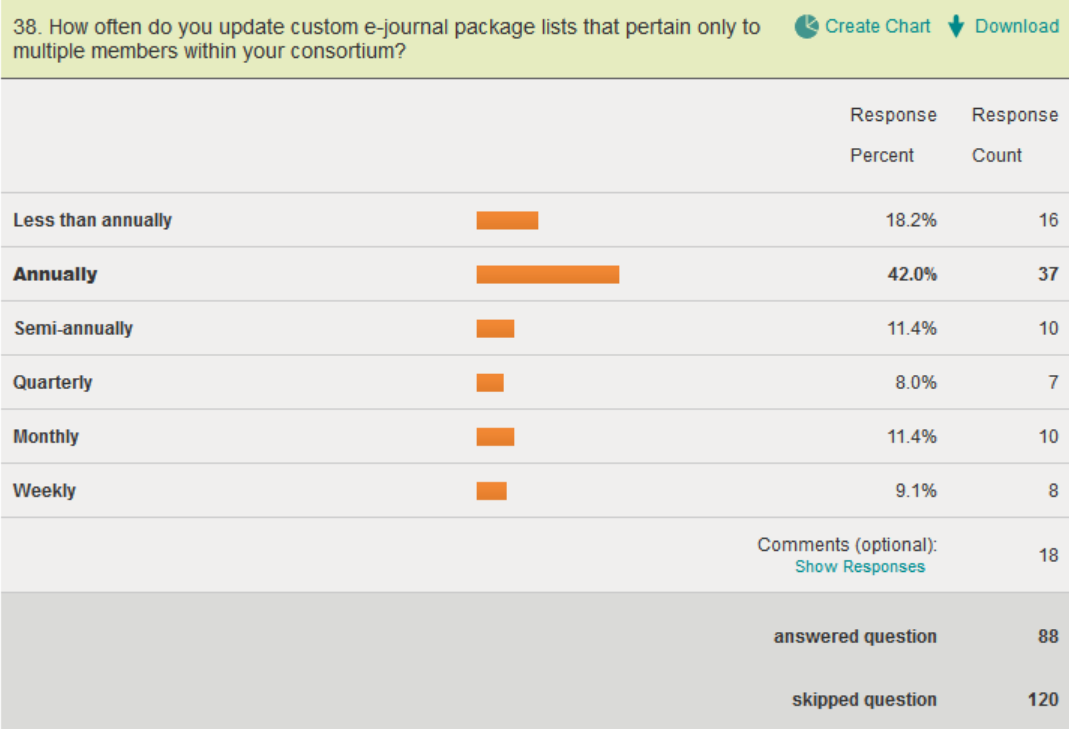 38. How often do you update custom e-journal package lists that pertain only to
multiple members within your consortium?
Create Chart Download
Response Response
Percent Count
Less than annually 18.2% 16
Annually 42.0% 37
Semi-annually 11.4% 10
Quarterly 8.0% 7
Monthly 11.4% 10
Weekly 9.1% 8
Comments (optional):
Show Responses
18
answered question 88
skipped question 120